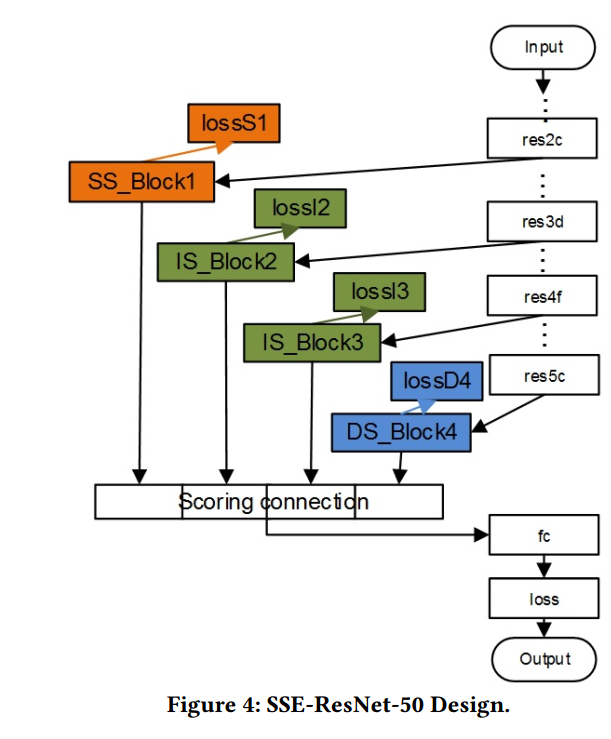 Input
lossS1
res2c
SS_Block1
lossI2
res3d
IS_Block2
lossI3
res4f
IS_Block3
lossD4
res5c
DS_Block4
Scoring connection
fc
loss
Output
Figure 4: SSE-ResNet-50 Design.